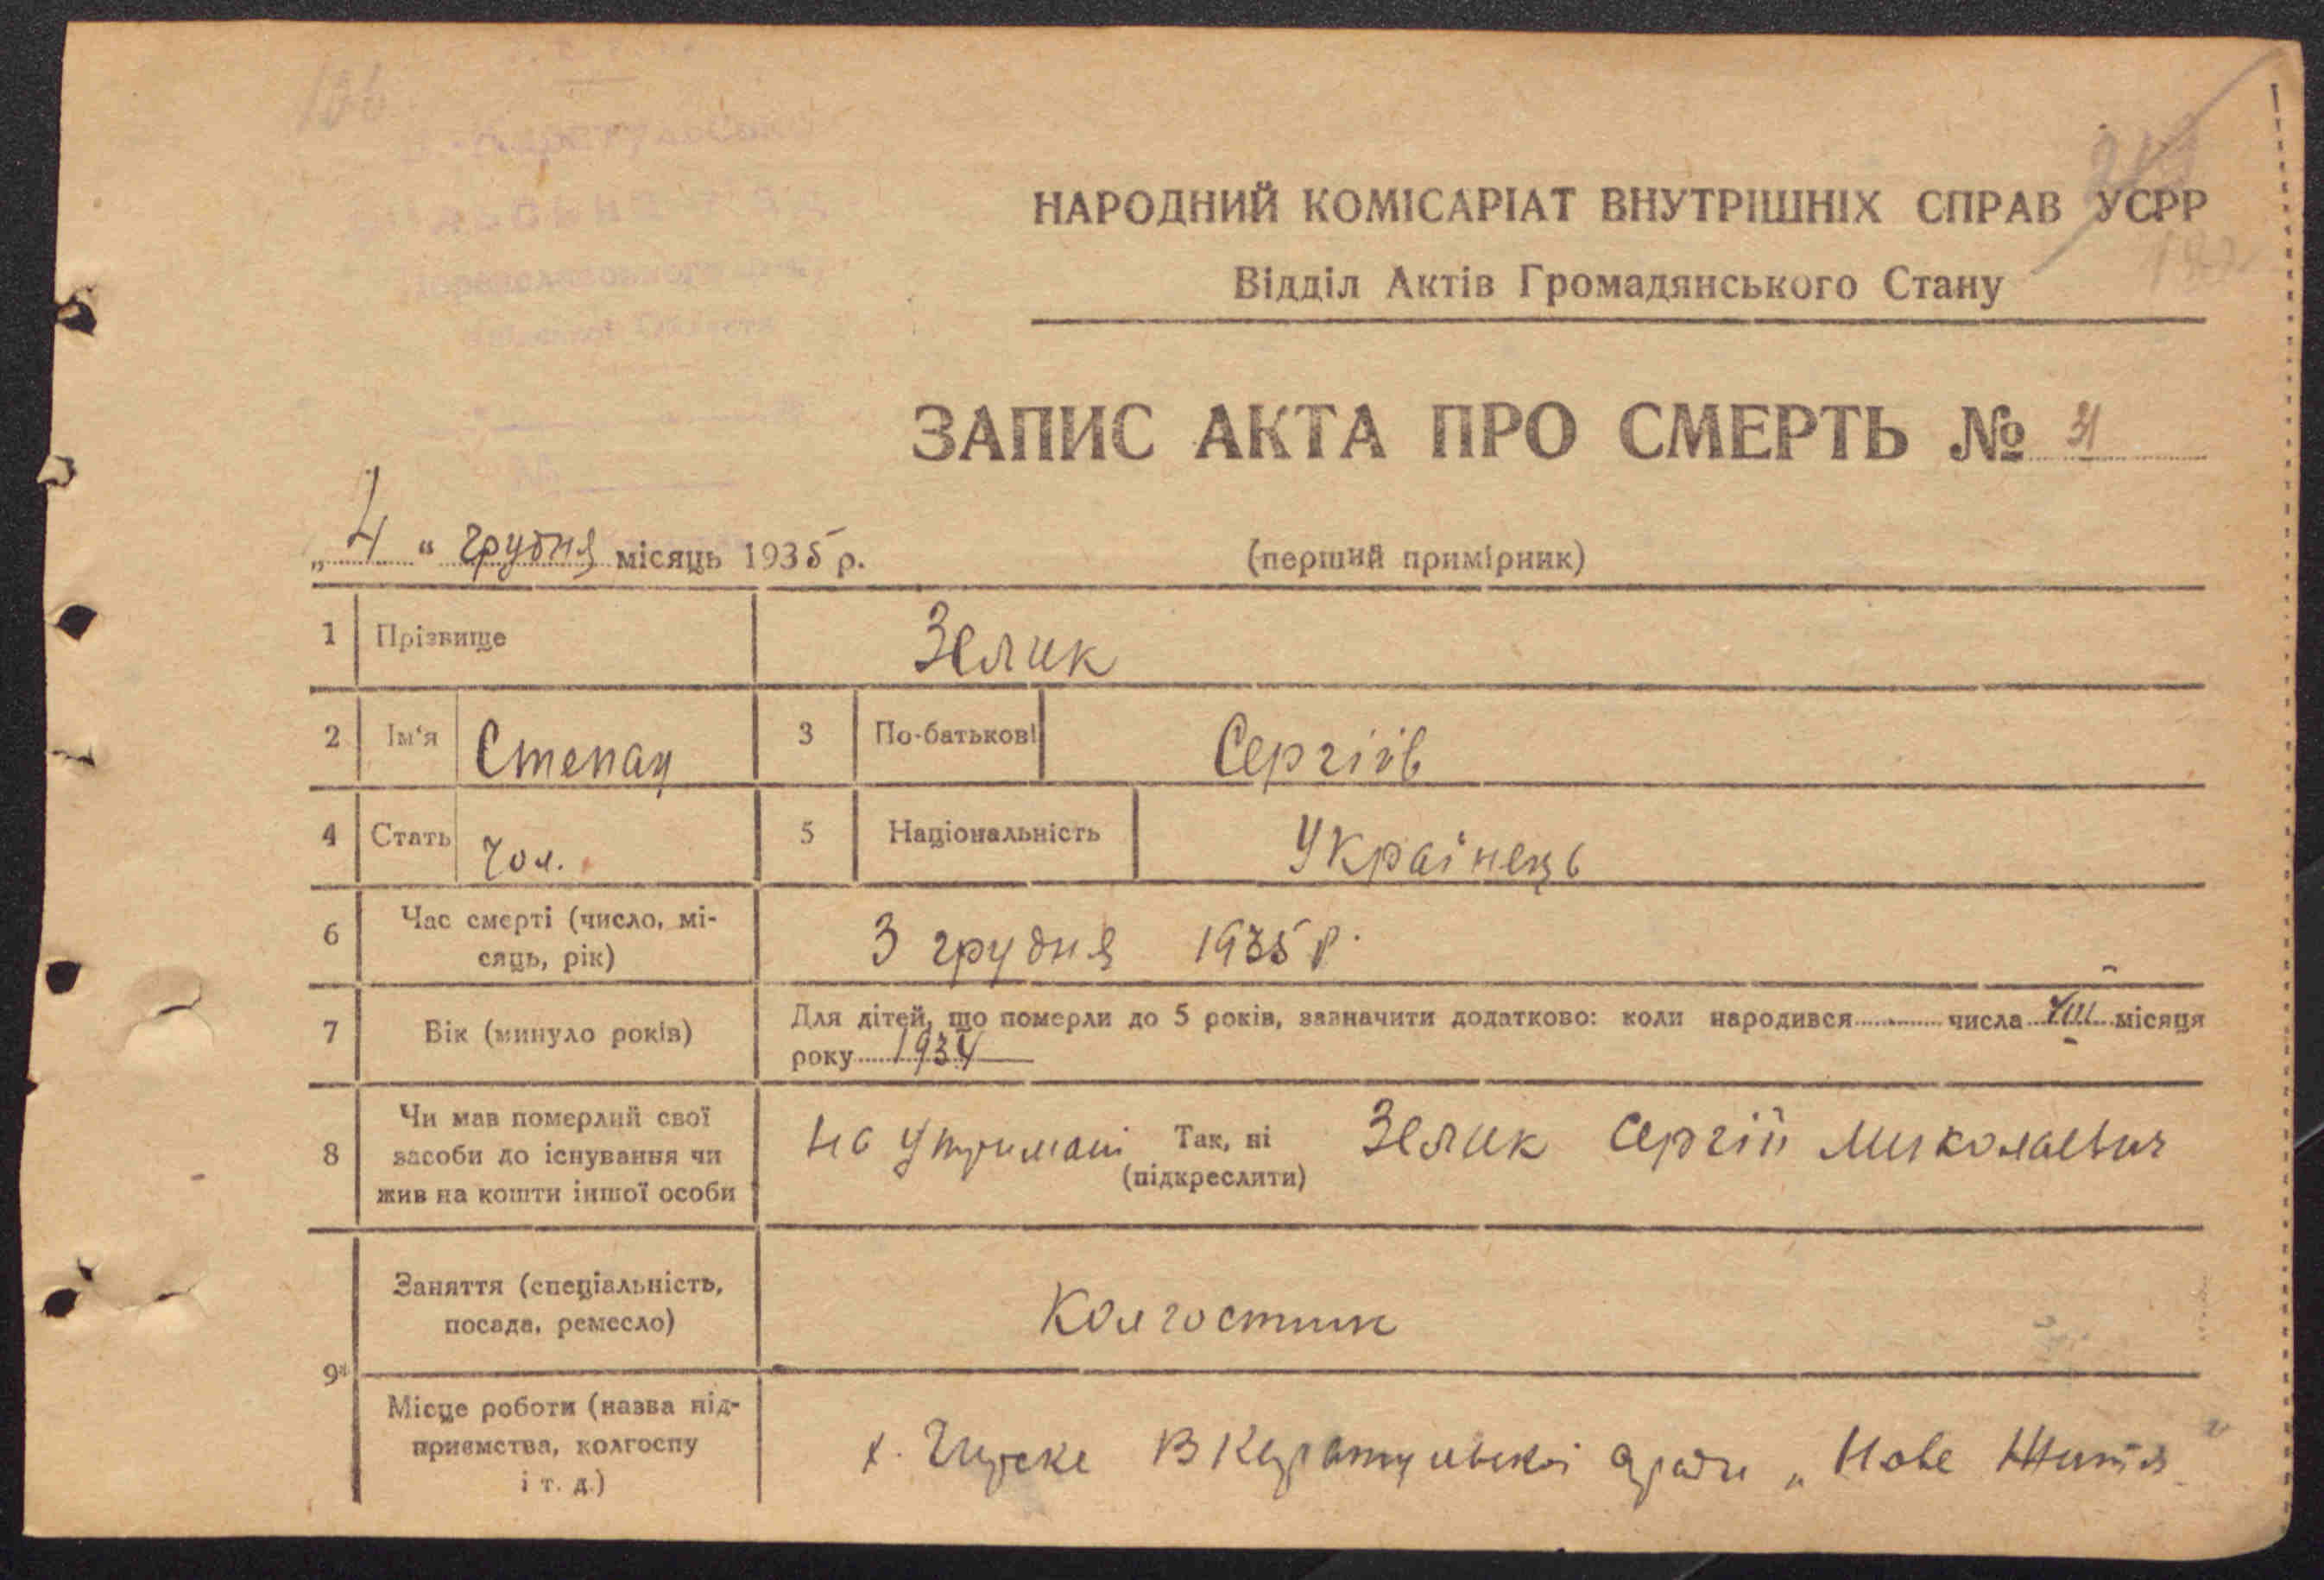 НАРОДНИЙ КОМІСАРІАТ ВНУТРІШНІХ СПРАВ УСРР
Відділ Актів Громадянського Стану
ЗАПИС АКТА ПРО СМЕРТЬ № 31
„4“ грудня місяць 1935 р.
(перший примірник)
1 Прізвище Зелик
2 Ім‘я Степан 3 По-батькові Сергіїв
4 Стать чол. 5 Національність Українець
6 Час смерті (число, мі-
сяць, рік) 3 грудня 1935 р.
7 Вік (минуло років) Для дітей, що померли до 5 років, зазначити додатково: коли народився числа VIII місяця
року 1934
8 Чи мав померлий свої
засоби до існування чи
жив на кошти іншої особи
на утримані Так, ні
(підкреслити)
Зелик Сергій Миколаевич
9 Заняття (спеціальність,
посада, ремесло) Колгоспник
Місце роботи (назва під-
приємства, колгоспу
і т. д.)
х. В „Нове Життя“